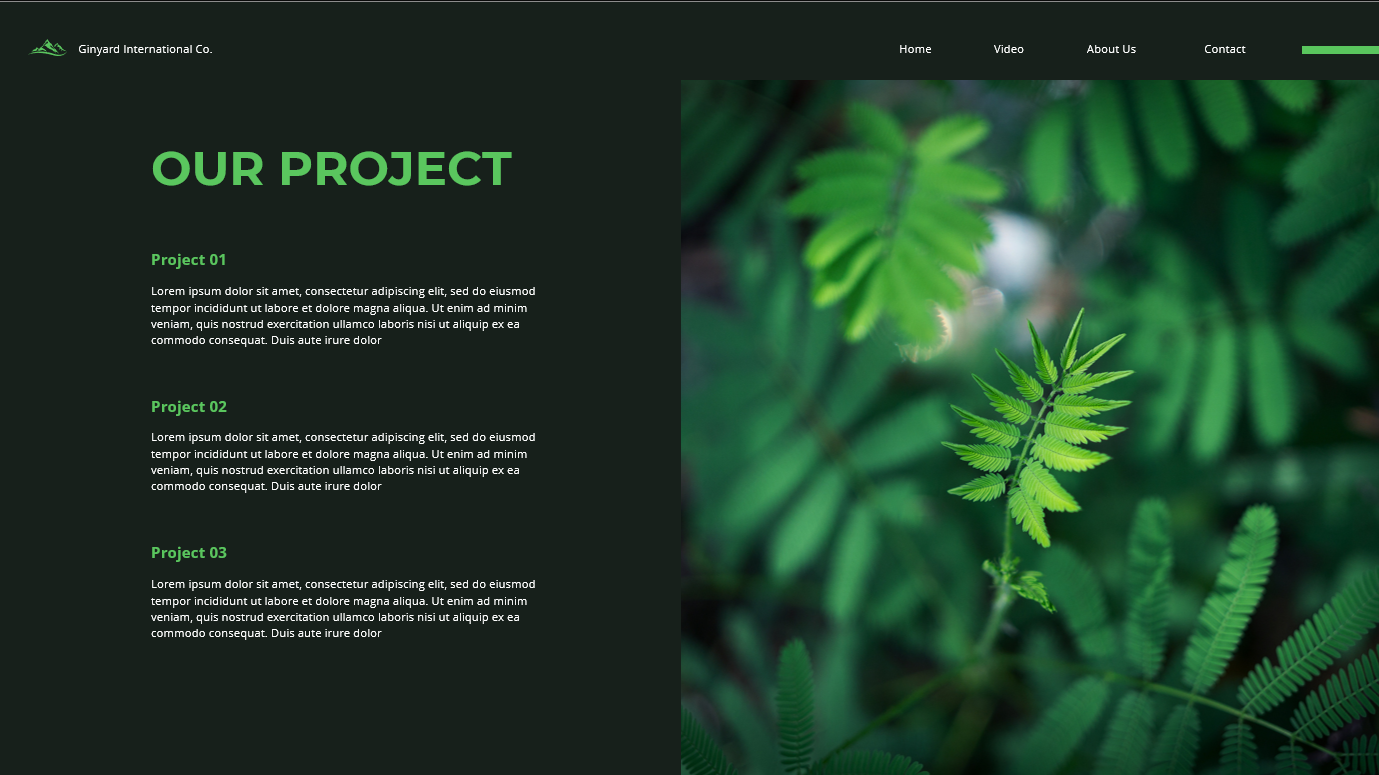 Ginyard International Co.
Home
Video
About Us
Contact
OUR PROJECT
Project 01
Lorem ipsum dolor sit amet, consectetur adipiscing elit, sed do eiusmod
tempor incididunt ut labore et dolore magna aliqua. Ut enim ad minim
veniam, quis nostrud exercitation ullamco laboris nisi ut aliquip ex ea
commodo consequat. Duis aute irure dolor
Project 02
Lorem ipsum dolor sit amet, consectetur adipiscing elit, sed do eiusmod
tempor incididunt ut labore et dolore magna aliqua. Ut enim ad minim
veniam, quis nostrud exercitation ullamco laboris nisi ut aliquip ex ea
commodo consequat. Duis aute irure dolor
Project 03
Lorem ipsum dolor sit amet, consectetur adipiscing elit, sed do eiusmod
tempor incididunt ut labore et dolore magna aliqua. Ut enim ad minim
veniam, quis nostrud exercitation ullamco laboris nisi ut aliquip ex ea
commodo consequat. Duis aute irure dolor